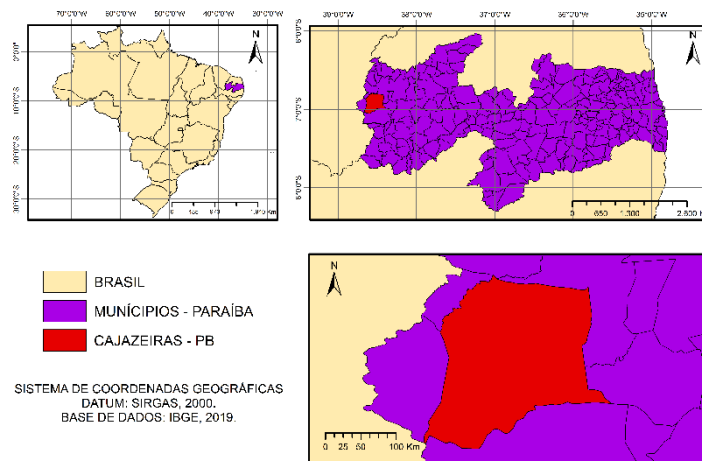 70°0'0"W 60°0'0"W 50°0'0"W 40°0'0"W 30°0'0"W
N
0°0'0"
10°0'0"S
20°0'0"S
30°0'0"S
38°0'0"W 37°0'0"W 36°0'0"W 35°0'0"W
N
7°0'0"S
8°0'0"S
0 650 1.300 2.600 Km
BRASIL
MUNÍCIPIOS - PARAÍBA
CAJAZEIRAS - PB
SISTEMA DE COORDENADAS GEOGRÁFICAS
DATUM: SIRGAS, 2000.
BASE DE DADOS: IBGE, 2019.
N
0 12,5 25 50 75 100
Km